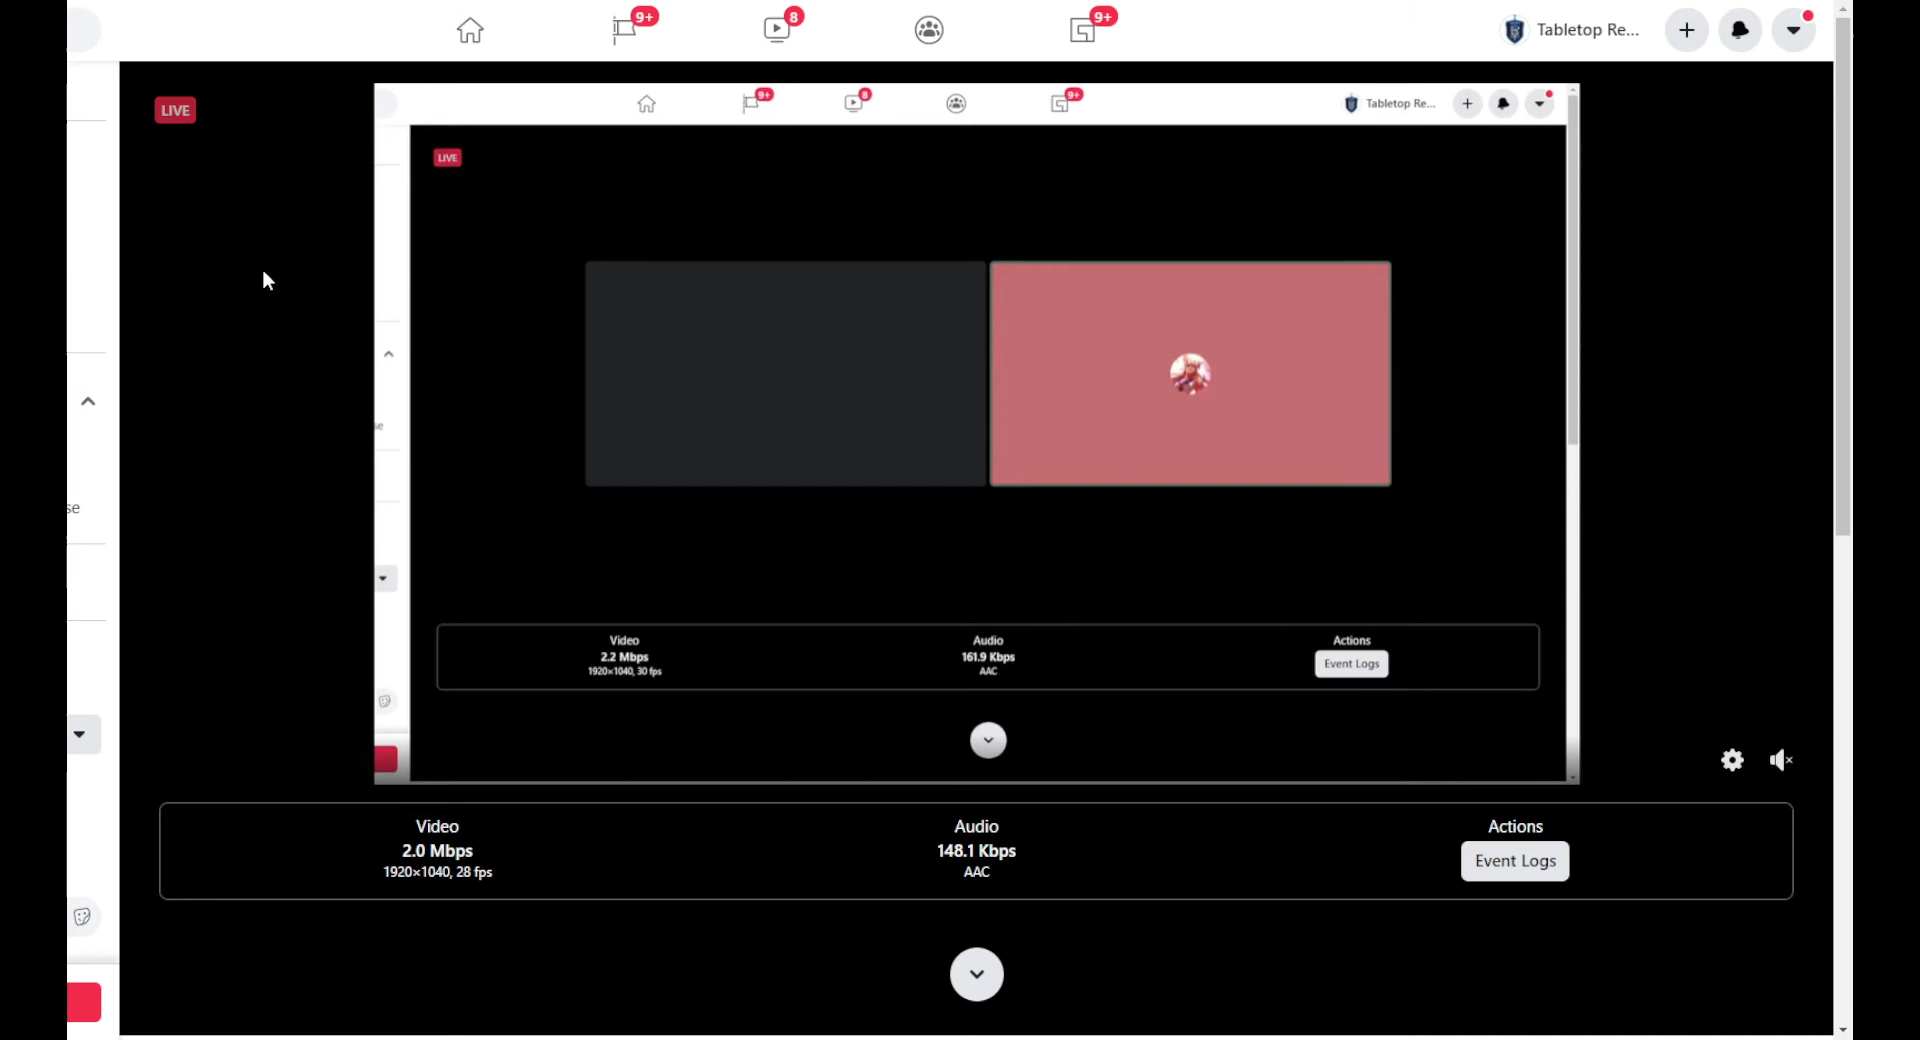 9+
8
9+
Tabletop Re...
LIVE
9+
8
9+
Tabletop Re...
LIVE
se
se
Video
2.2 Mbps
1920×1040, 30 fps
Audio
161.9 Kbps
AAC
Actions
Event Logs
Video
2.0 Mbps
1920×1040, 28 fps
Audio
148.1 Kbps
AAC
Actions
Event Logs